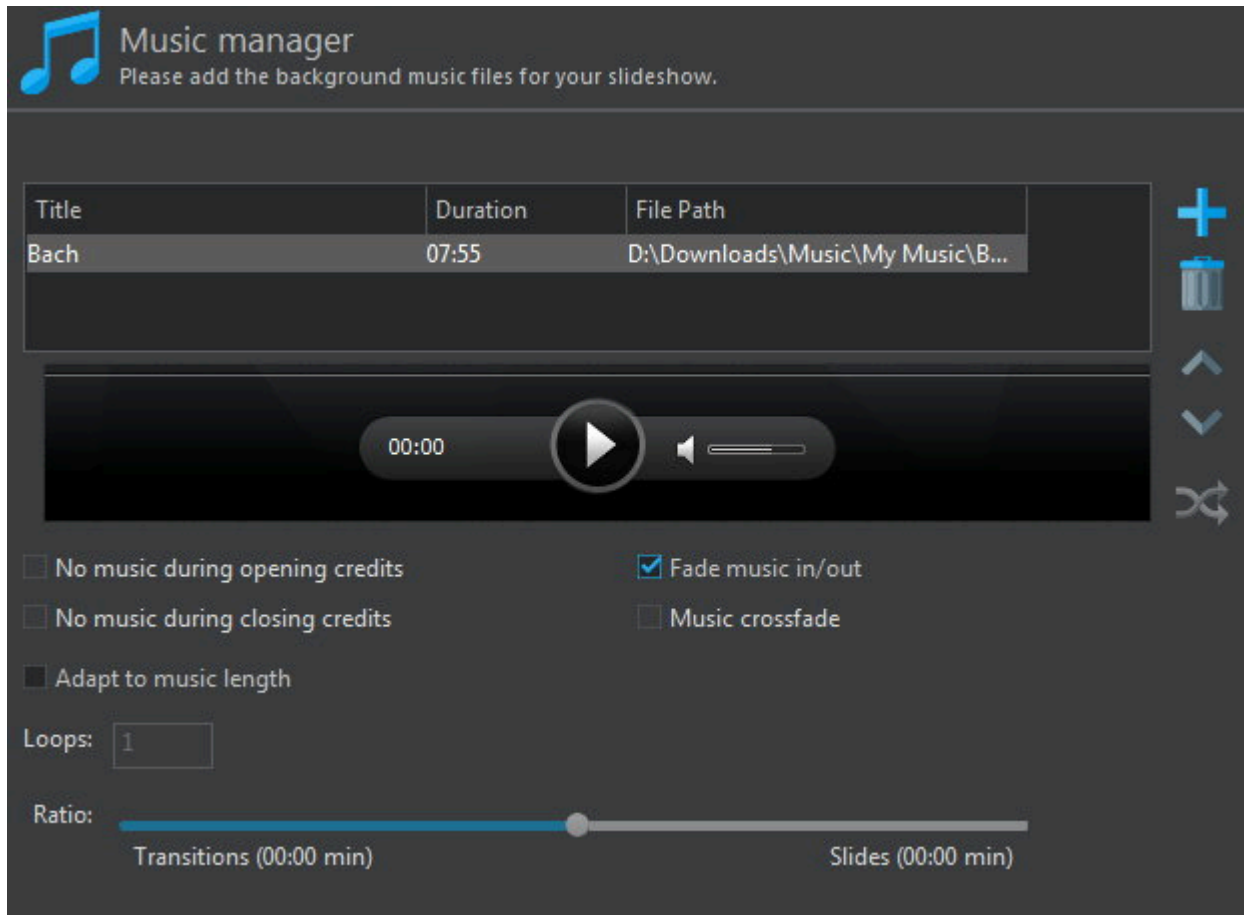 Music manager
Please add the background music files for your slideshow.
Title Duration File Path
Bach 07:55 D:\Downloads\Music\My Music\B...
00:00
No music during opening credits Fade music in/out
No music during closing credits Music crossfade
Adapt to music length
Loops: 1
Ratio:
Transitions (00:00 min) Slides (00:00 min)